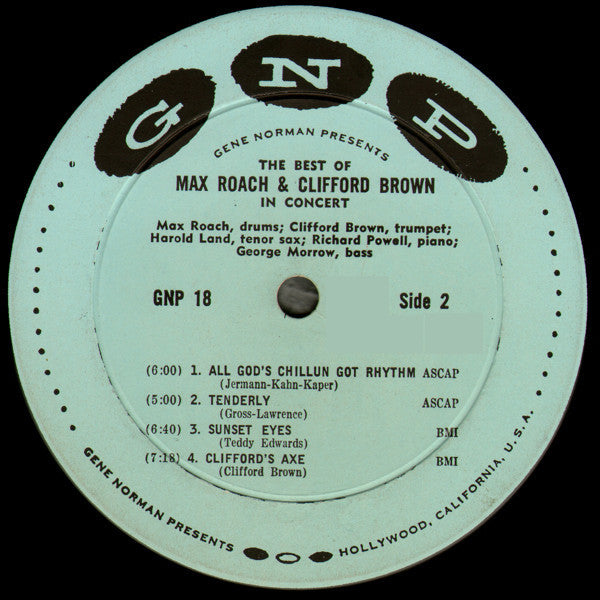 G N P
GENE NORMAN PRESENTS
THE BEST OF
MAX ROACH & CLIFFORD BROWN
IN CONCERT
Max Roach, drums; Clifford Brown, trumpet;
Harold Land, tenor sax; Richard Powell, piano;
George Morrow, bass
GNP 18 Side 2
(6:00) 1. ALL GOD'S CHILLUN GOT RHYTHM ASCAP
(Jermann-Kahn-Kaper)
(5:00) 2. TENDERLY ASCAP
(Gross-Lawrence)
(6:40) 3. SUNSET EYES BMI
(Teddy Edwards)
(7:18) 4. CLIFFORD'S AXE BMI
(Clifford Brown)
GENE NORMAN PRESENTS HOLLYWOOD, CALIFORNIA, U. S. A.